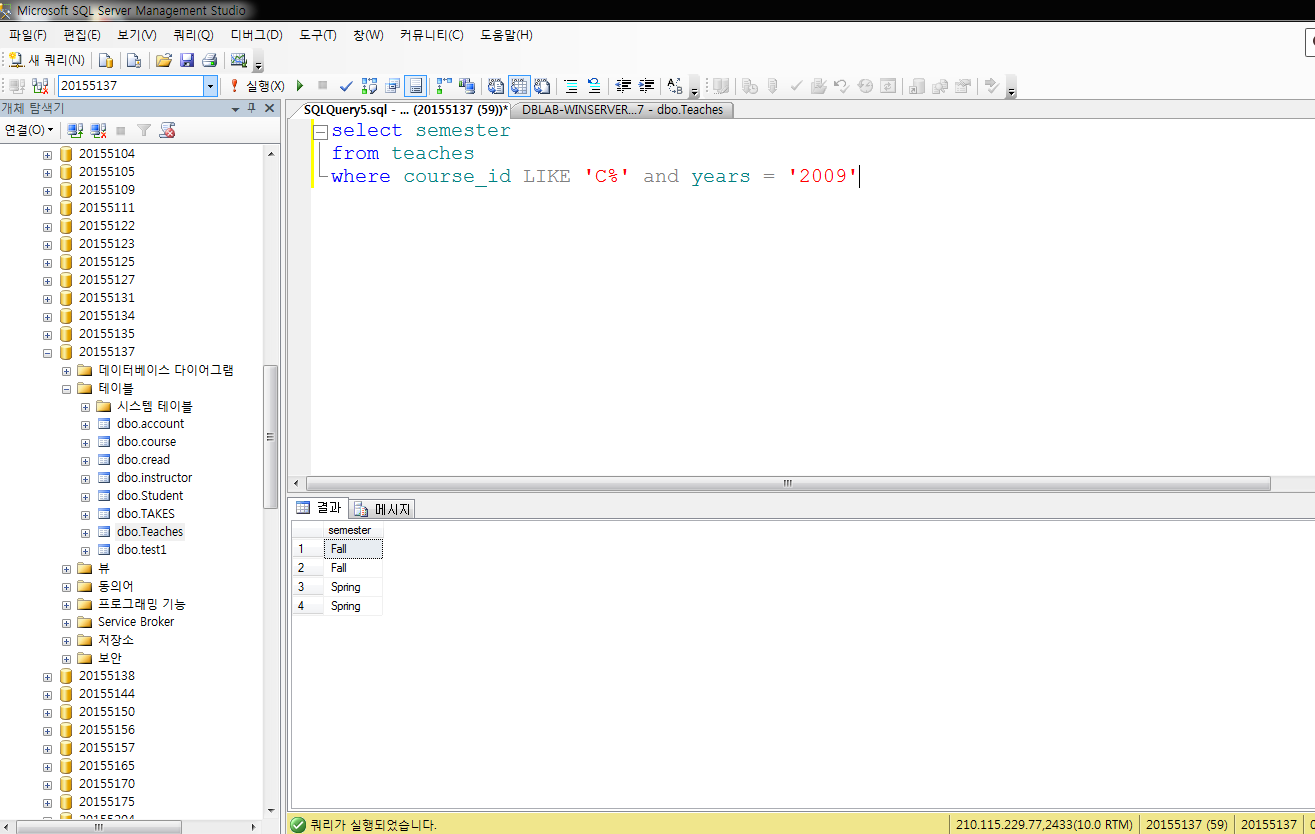 Microsoft SQL Server Management Studio
파일(F) 편집(E) 보기(V) 쿼리(Q) 디버그(D) 도구(T) 창(W) 커뮤니티(C) 도움말(H)
새 쿼리(N)
20155137 실행(X)
개체 탐색기
연결(O)
20155104
20155105
20155109
20155111
20155122
20155123
20155125
20155127
20155131
20155134
20155135
20155137
데이터베이스 다이어그램
테이블
시스템 테이블
dbo.account
dbo.course
dbo.cread
dbo.instructor
dbo.Student
dbo.TAKES
dbo.Teaches
dbo.test1
뷰
동의어
프로그래밍 기능
Service Broker
저장소
보안
20155138
20155144
20155150
20155156
20155157
20155165
20155170
20155175
SQLQuery5.sql - ... (20155137 (59))* DBLAB-WINSERVER...7 - dbo.Teaches
select semester
from teaches
where course_id LIKE 'C%' and years = '2009'
결과 메시지
semester
1 Fall
2 Fall
3 Spring
4 Spring
쿼리가 실행되었습니다. 210.115.229.77,2433(10.0 RTM) 20155137 (59) 20155137